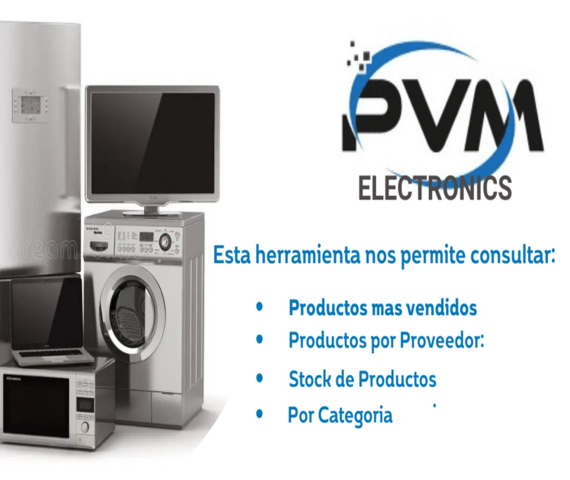 PVM
ELECTRONICS
Esta herramienta nos permite consultar:
• Productos mas vendidos
• Productos por Proveedor:
• Stock de Productos
• Por Categoria